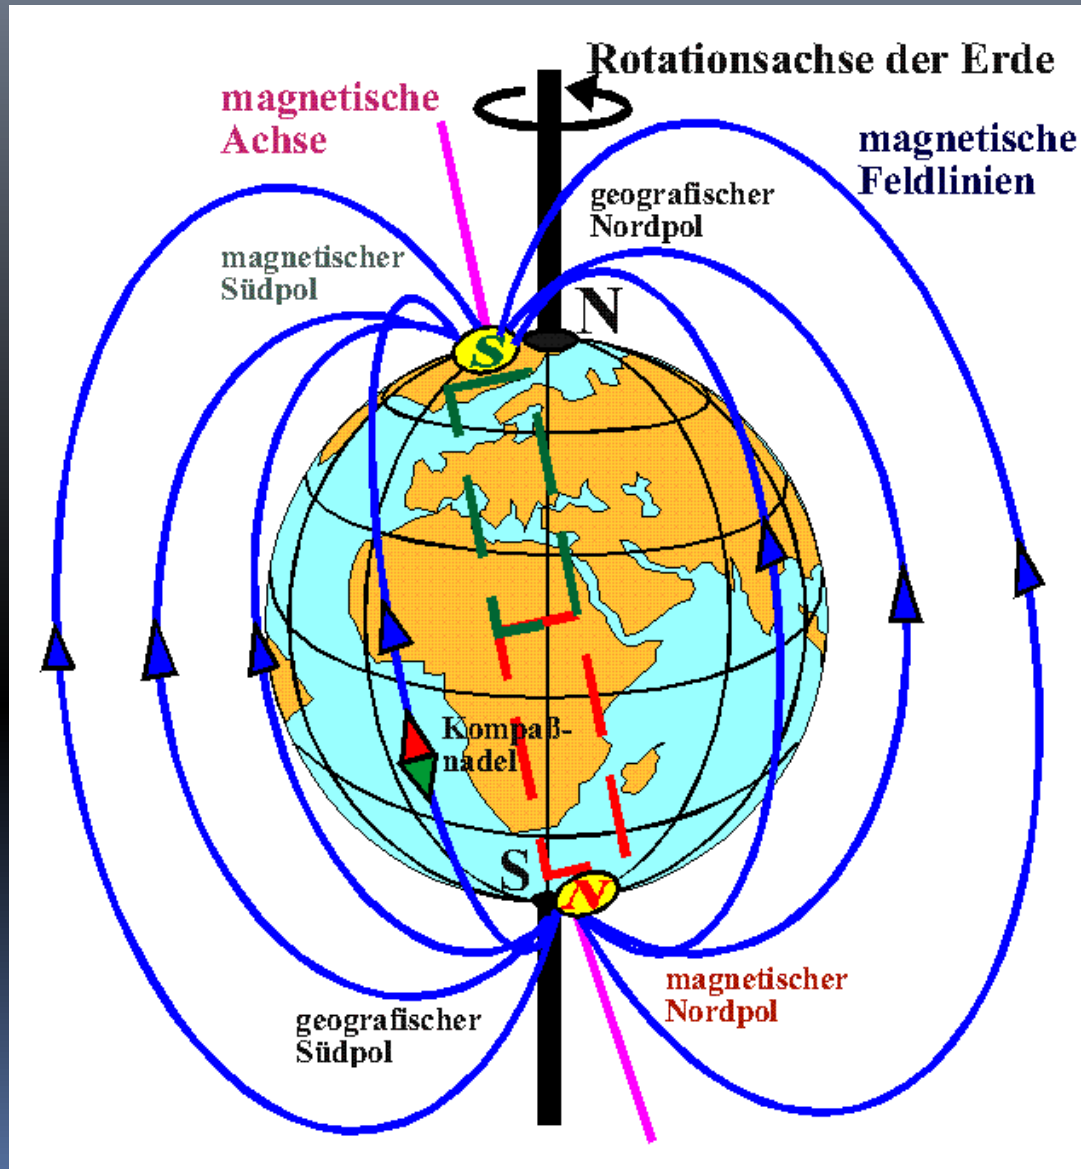 Rotationsachse der Erde
magnetische
Achse
magnetische
Feldlinien
geografischer
Nordpol
magnetischer
Südpol
N
S
Kompaß-
nadel
S
N
magnetischer
Nordpol
geografischer
Südpol